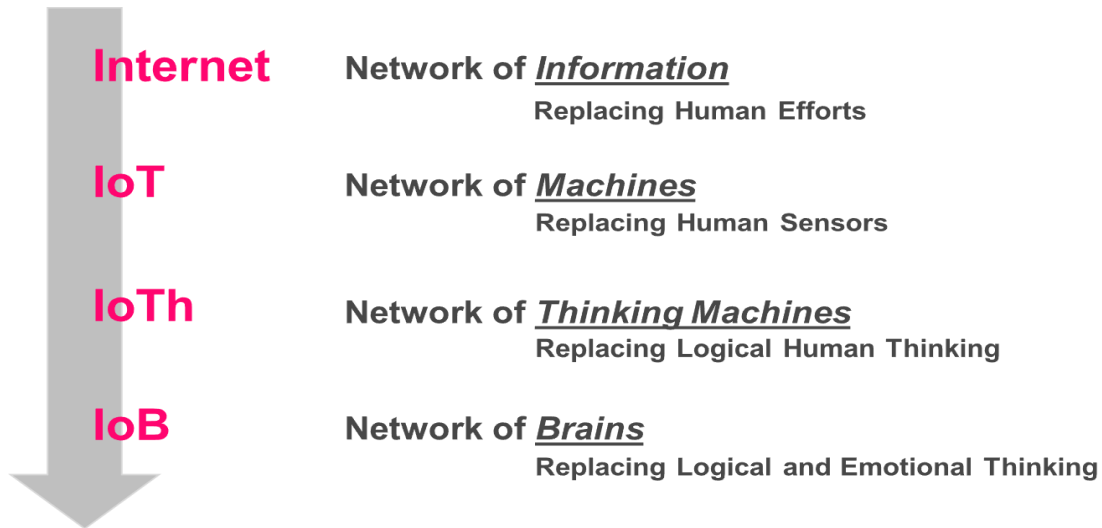 Internet Network of Information
Replacing Human Efforts
IoT Network of Machines
Replacing Human Sensors
IoTh Network of Thinking Machines
Replacing Logical Human Thinking
IoB Network of Brains
Replacing Logical and Emotional Thinking